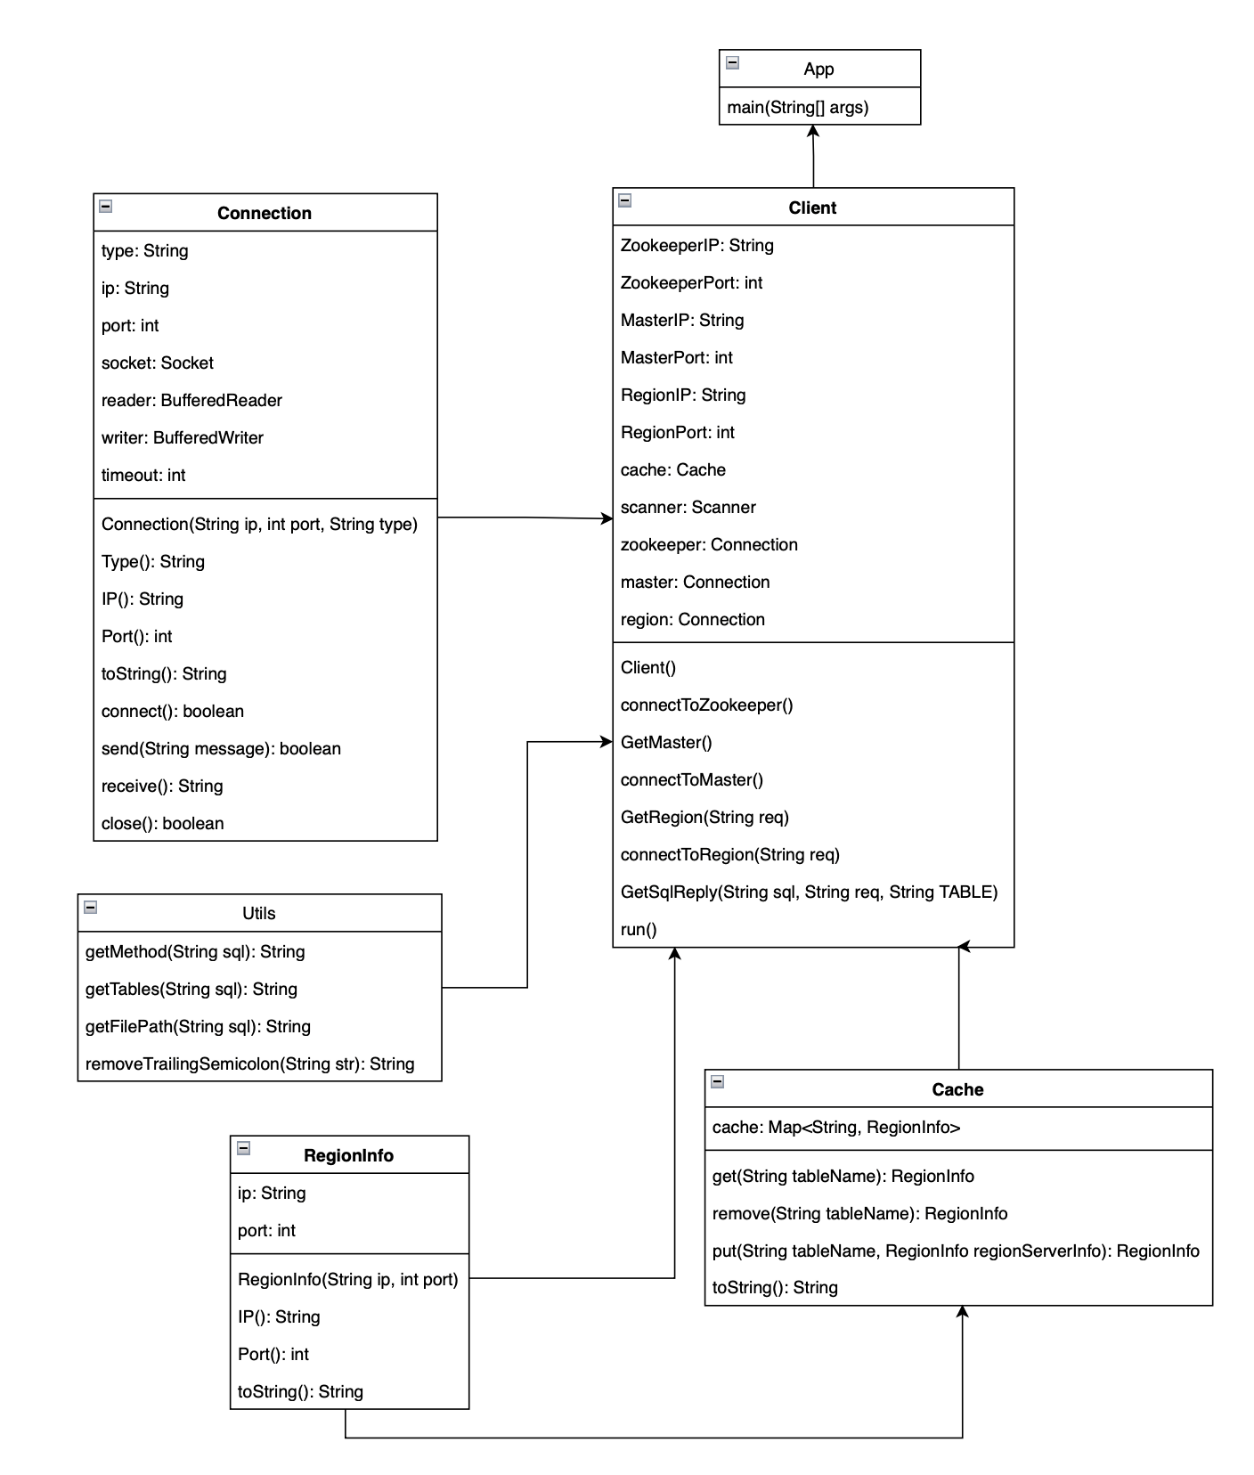 App
main(String[] args)
Connection
type: String
ip: String
port: int
socket: Socket
reader: BufferedReader
writer: BufferedWriter
timeout: int
Connection(String ip, int port, String type)
Type(): String
IP(): String
Port(): int
toString(): String
connect(): boolean
send(String message): boolean
receive(): String
close(): boolean
Client
ZookeeperIP: String
ZookeeperPort: int
MasterIP: String
MasterPort: int
RegionIP: String
RegionPort: int
cache: Cache
scanner: Scanner
zookeeper: Connection
master: Connection
region: Connection
Client()
connectToZookeeper()
GetMaster()
connectToMaster()
GetRegion(String req)
connectToRegion(String req)
GetSqlReply(String sql, String req, String TABLE)
run()
Utils
getMethod(String sql): String
getTables(String sql): String
getFilePath(String sql): String
removeTrailingSemicolon(String str): String
RegionInfo
ip: String
port: int
RegionInfo(String ip, int port)
IP(): String
Port(): int
toString(): String
Cache
cache: Map<String, RegionInfo>
get(String tableName): RegionInfo
remove(String tableName): RegionInfo
put(String tableName, RegionInfo regionServerInfo): RegionInfo
toString(): String